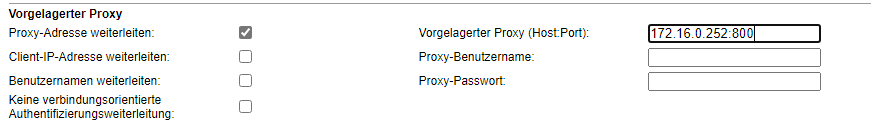 Vorgelagerter Proxy
Proxy-Adresse weiterleiten:
Vorgelagerter Proxy (Host:Port):
172.16.0.252:800
Client-IP-Adresse weiterleiten:
Proxy-Benutzername:
Benutzernamen weiterleiten:
Proxy-Passwort:
Keine verbindungsorientierte
Authentifizierungsweiterleitung: